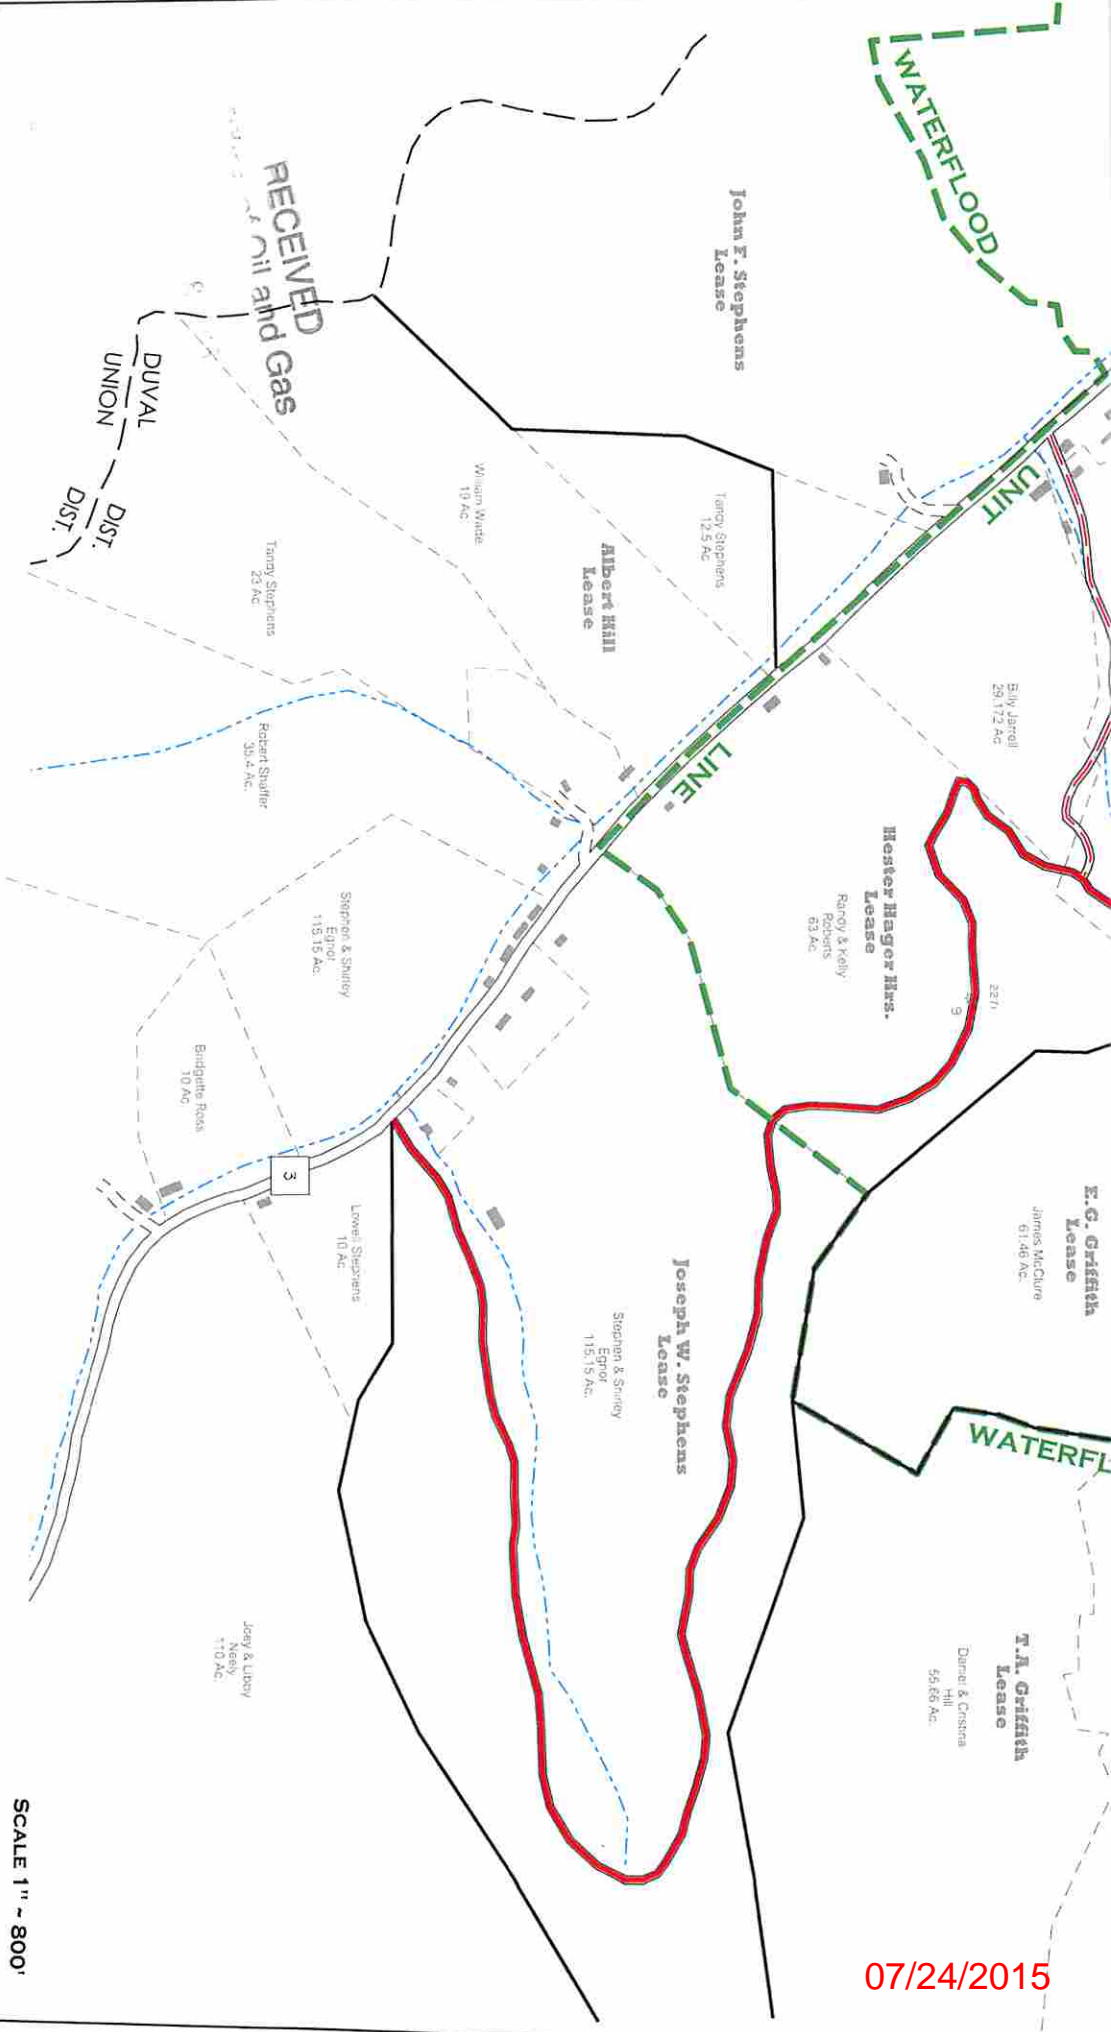 WATERFLOOD
UNIT
LINE
John F. Stephens
Lease
RECEIVED
Oil and Gas
DUVAL DIST.
UNION DIST.
William Wade
19 Ac.
Tandy Stephens
12.5 Ac.
Albert Hill
Lease
Tandy Stephens
23 Ac.
Robert Shaffer
35.4 Ac.
Billy Jarrell
29.172 Ac.
Hester Hager Hrs.
Lease
Randy & Kelly
Roberts
63 Ac.
2271
9
Stephen & Shirley
Egnor
115.15 Ac.
Bridgette Ross
10 Ac.
3
Lowell Stephens
10 Ac.
E.G. Griffith
Lease
James McClure
61.46 Ac.
Joseph W. Stephens
Lease
Stephen & Shirley
Egnor
115.15 Ac.
WATERFL
T.A. Griffith
Lease
Daniel & Cristina
Hill
55.66 Ac.
Joey & Libby
Neely
110 Ac.
SCALE 1" ~ 800'
07/24/2015